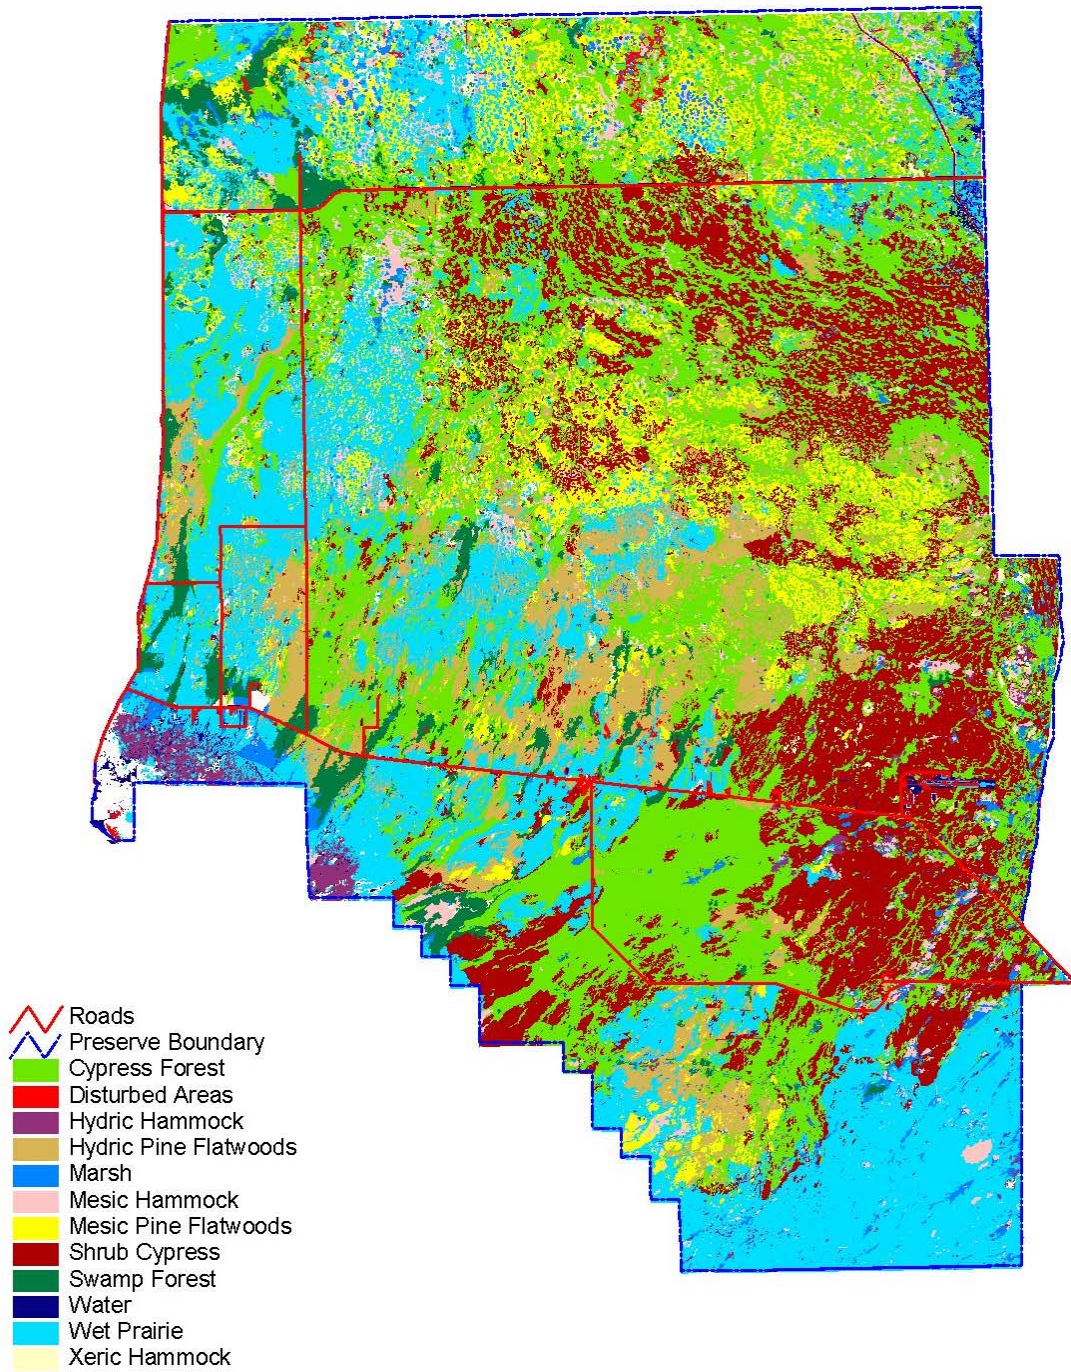 Roads
Preserve Boundary
Cypress Forest
Disturbed Areas
Hydric Hammock
Hydric Pine Flatwoods
Marsh
Mesic Hammock
Mesic Pine Flatwoods
Shrub Cypress
Swamp Forest
Water
Wet Prairie
Xeric Hammock